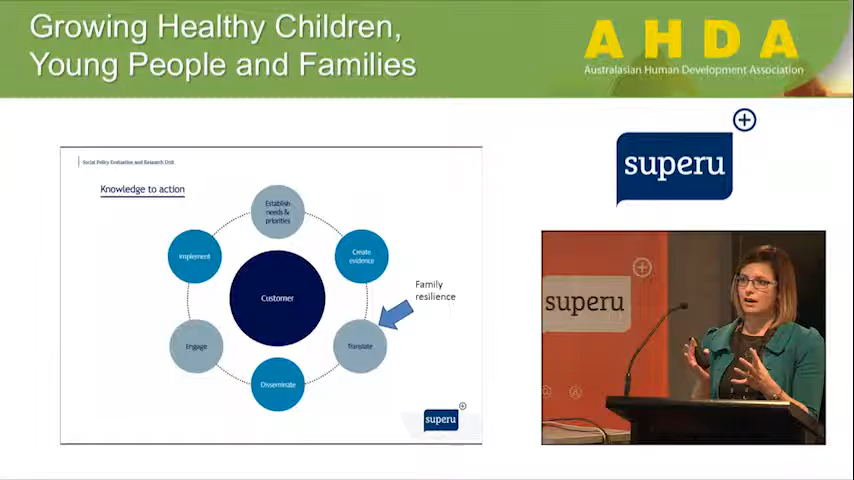 Growing Healthy Children,
Young People and Families
AHDA
Australasian Human Development Association
superu
Social Policy Evaluation and Research Unit
Knowledge to action
Establish
needs &
priorities
Implement
Create
evidence
Customer
Family
resilience
Engage
Translate
Disseminate
superu
superu